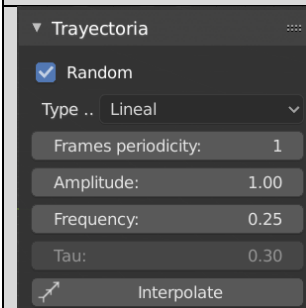 Trayectoria
Random
Type .. Lineal
Frames periodicity: 1
Amplitude: 1.00
Frequency: 0.25
Tau: 0.30
Interpolate